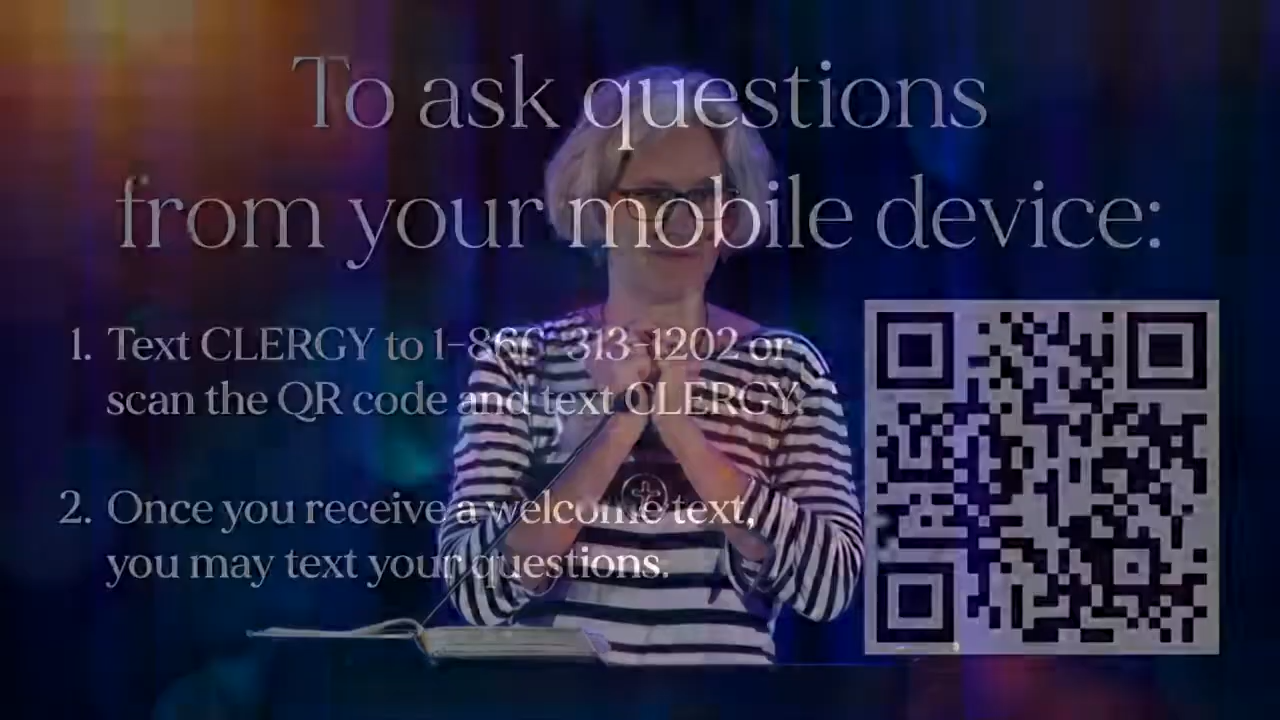 To ask questions
from your mobile device:
1. Text CLERGY to 1-866-313-1202 or
scan the QR code and text CLERGY.
2. Once you receive a welcome text,
you may text your questions.